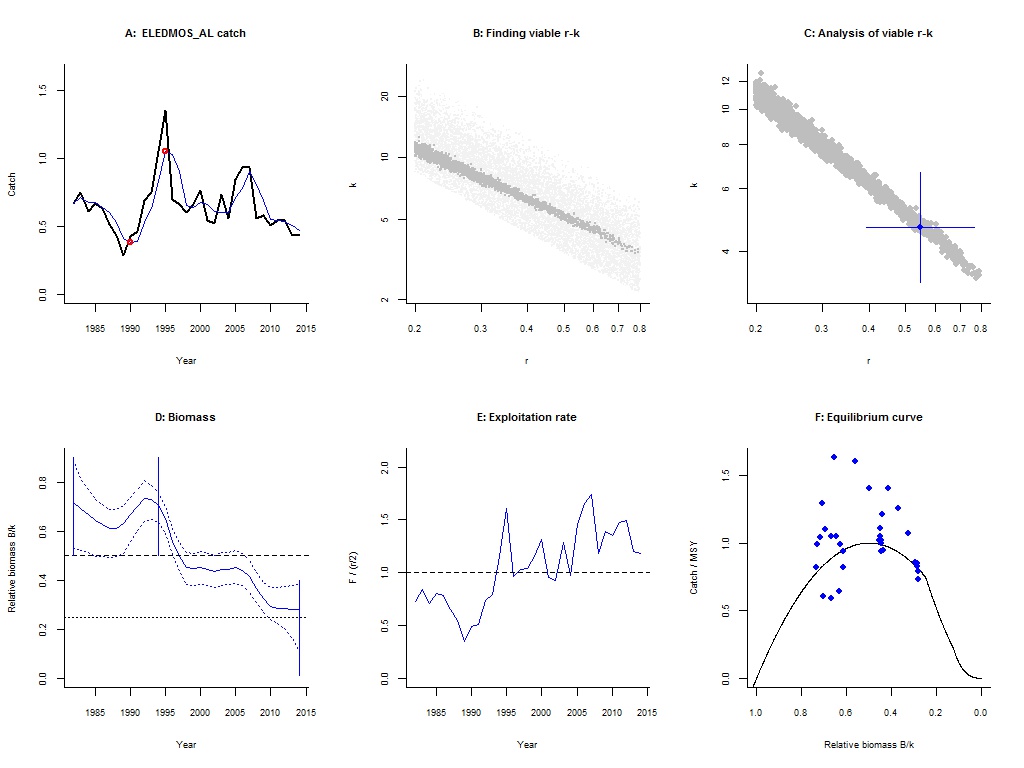 A:  ELEDMOS_AL catch
Catch
1.5
1.0
0.5
0.0
1985 1990 1995 2000 2005 2010 2015
Year
B: Finding viable r-k
k
20
10
5
2
0.2 0.3 0.4 0.5 0.6 0.7 0.8
r
C: Analysis of viable r-k
k
12
10
8
6
4
0.2 0.3 0.4 0.5 0.6 0.7 0.8
r
D: Biomass
Relative biomass B/k
0.8
0.6
0.4
0.2
0.0
1985 1990 1995 2000 2005 2010 2015
Year
E: Exploitation rate
F / (r/2)
2.0
1.5
1.0
0.5
0.0
1985 1990 1995 2000 2005 2010 2015
Year
F: Equilibrium curve
Catch / MSY
1.5
1.0
0.5
0.0
1.0 0.8 0.6 0.4 0.2 0.0
Relative biomass B/k